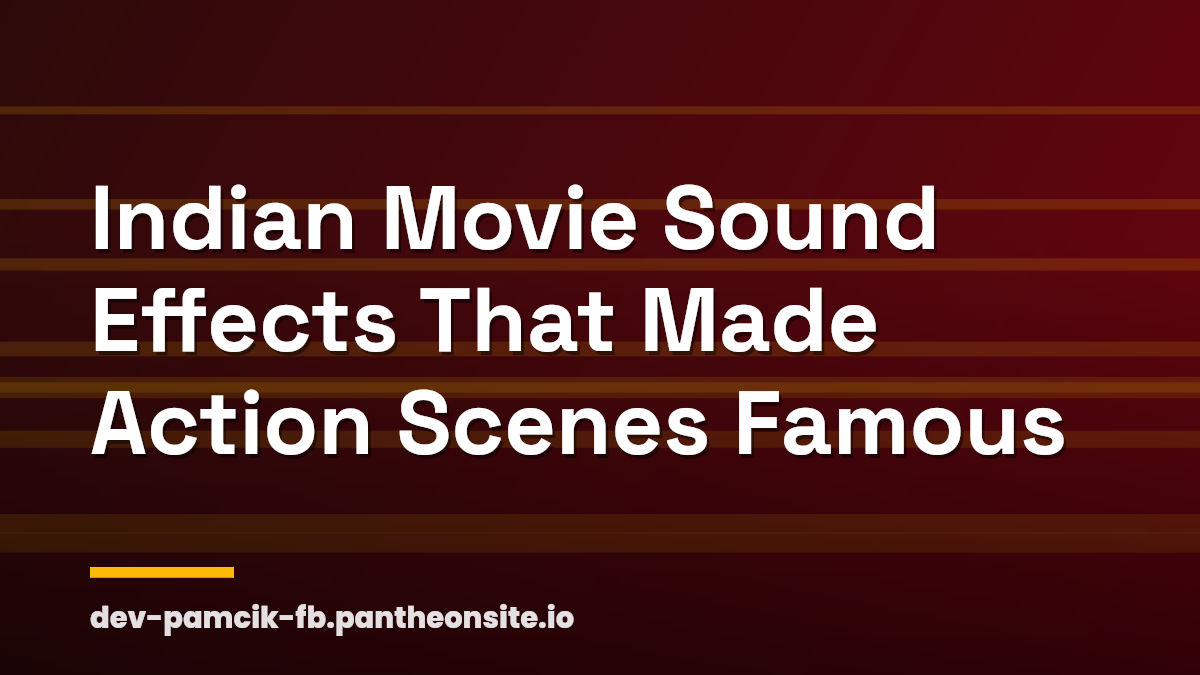 Indian Movie Sound
Effects That Made
Action Scenes Famous
dev-pamcik-fb.pantheonsite.io